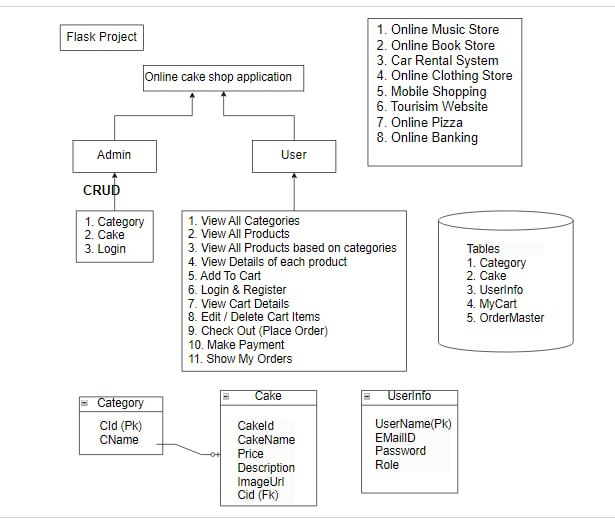 Flask Project
Online cake shop application
Admin
User
CRUD
1. Category
2. Cake
3. Login
1. View All Categories
2. View All Products
3. View All Products based on categories
4. View Details of each product
5. Add To Cart
6. Login & Register
7. View Cart Details
8. Edit / Delete Cart Items
9. Check Out (Place Order)
10. Make Payment
11. Show My Orders
1. Online Music Store
2. Online Book Store
3. Car Rental System
4. Online Clothing Store
5. Mobile Shopping
6. Tourisim Website
7. Online Pizza
8. Online Banking
Tables
1. Category
2. Cake
3. UserInfo
4. MyCart
5. OrderMaster
Category
CId (Pk)
CName
Cake
CakeId
CakeName
Price
Description
ImageUrl
Cid (Fk)
UserInfo
UserName(Pk)
EMailID
Password
Role